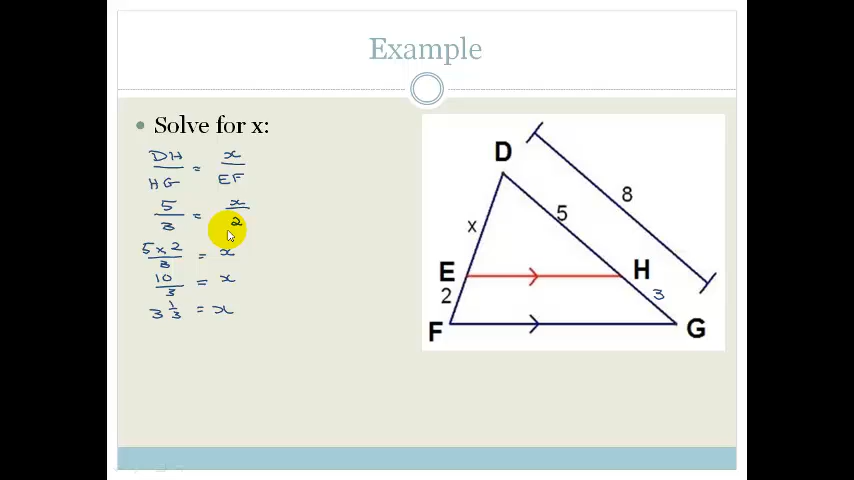 Example
• Solve for x:
DH/HG = x/EF
5/3 = x/2
5 x 2/3 = x
10/3 = x
3 1/3 = x
D
8
5
x
E
H
2
3
F
G